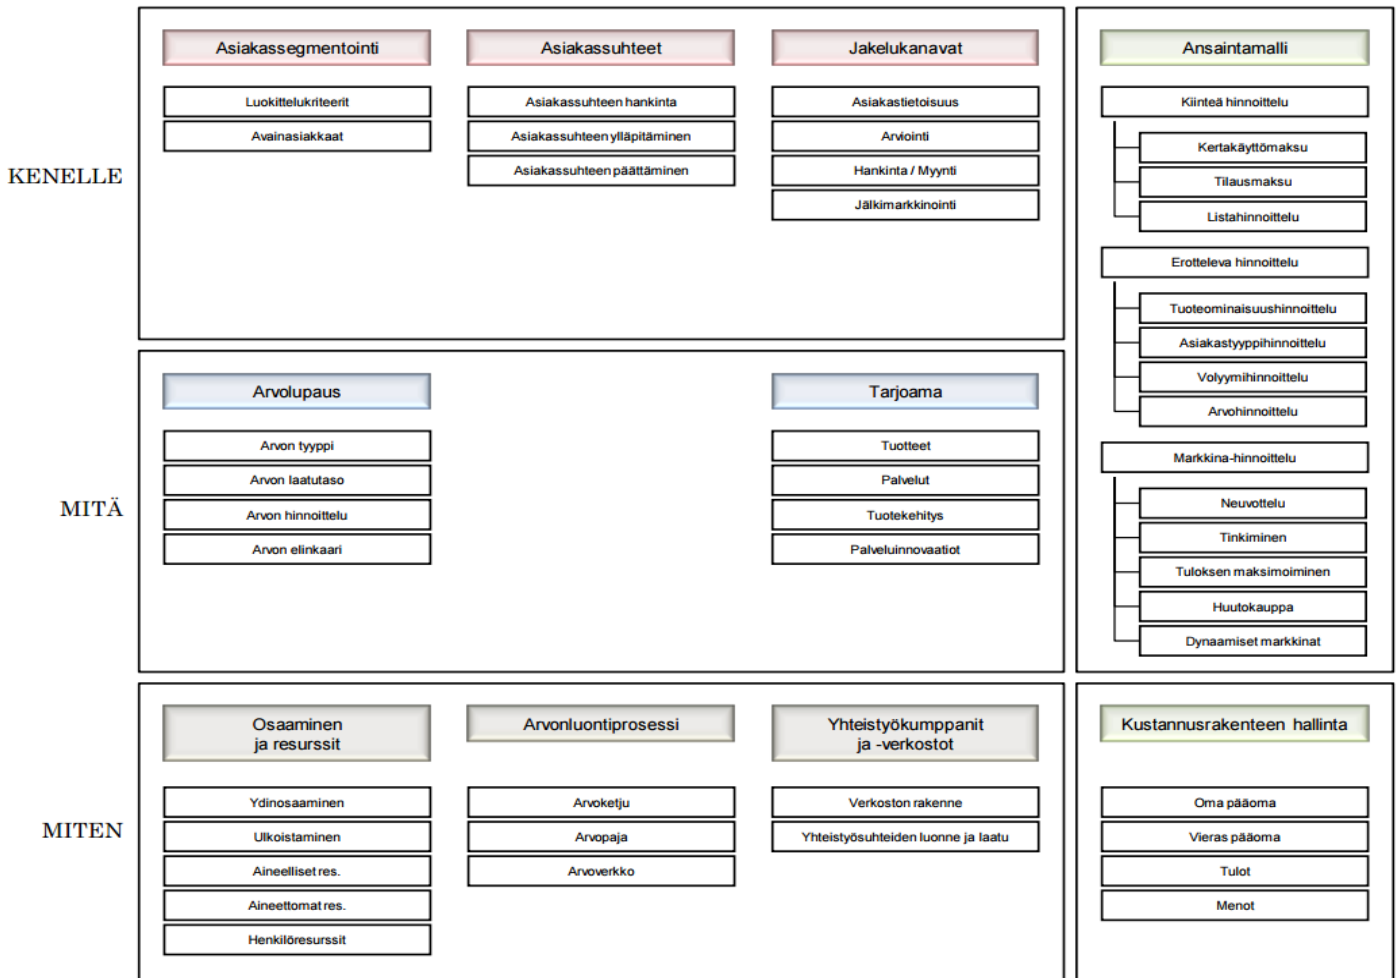 KENELLE
Asiakassegmentointi
Luokittelukriteerit
Avainasiakkaat
Asiakassuhteet
Asiakassuhteen hankinta
Asiakassuhteen ylläpitäminen
Asiakassuhteen päättäminen
Jakelukanavat
Asiakastietoisuus
Arviointi
Hankinta / Myynti
Jälkimarkkinointi
Ansaintamalli
Kiinteä hinnoittelu
Kertakäyttömaksu
Tilausmaksu
Listahinnoittelu
Erotteleva hinnoittelu
Tuoteominaisuushinnoittelu
Asiakastyyppihinnoittelu
Volyymihinnoittelu
Arvohinnoittelu
Markkina-hinnoittelu
Neuvottelu
Tinkiminen
Tuloksen maksimoiminen
Huutokauppa
Dynaamiset markkinat
MITÄ
Arvolupaus
Arvon tyyppi
Arvon laatutaso
Arvon hinnoittelu
Arvon elinkaari
Tarjoama
Tuotteet
Palvelut
Tuotekehitys
Palveluinnovaatiot
MITEN
Osaaminen
ja resurssit
Ydinosaaminen
Ulkoistaminen
Aineelliset res.
Aineettomat res.
Henkilöresurssit
Arvonluontiprosessi
Arvoketju
Arvopaja
Arvoverkko
Yhteistyökumppanit
ja -verkostot
Verkoston rakenne
Yhteistyösuhteiden luonne ja laatu
Kustannusrakenteen hallinta
Oma pääoma
Vieras pääoma
Tulot
Menot